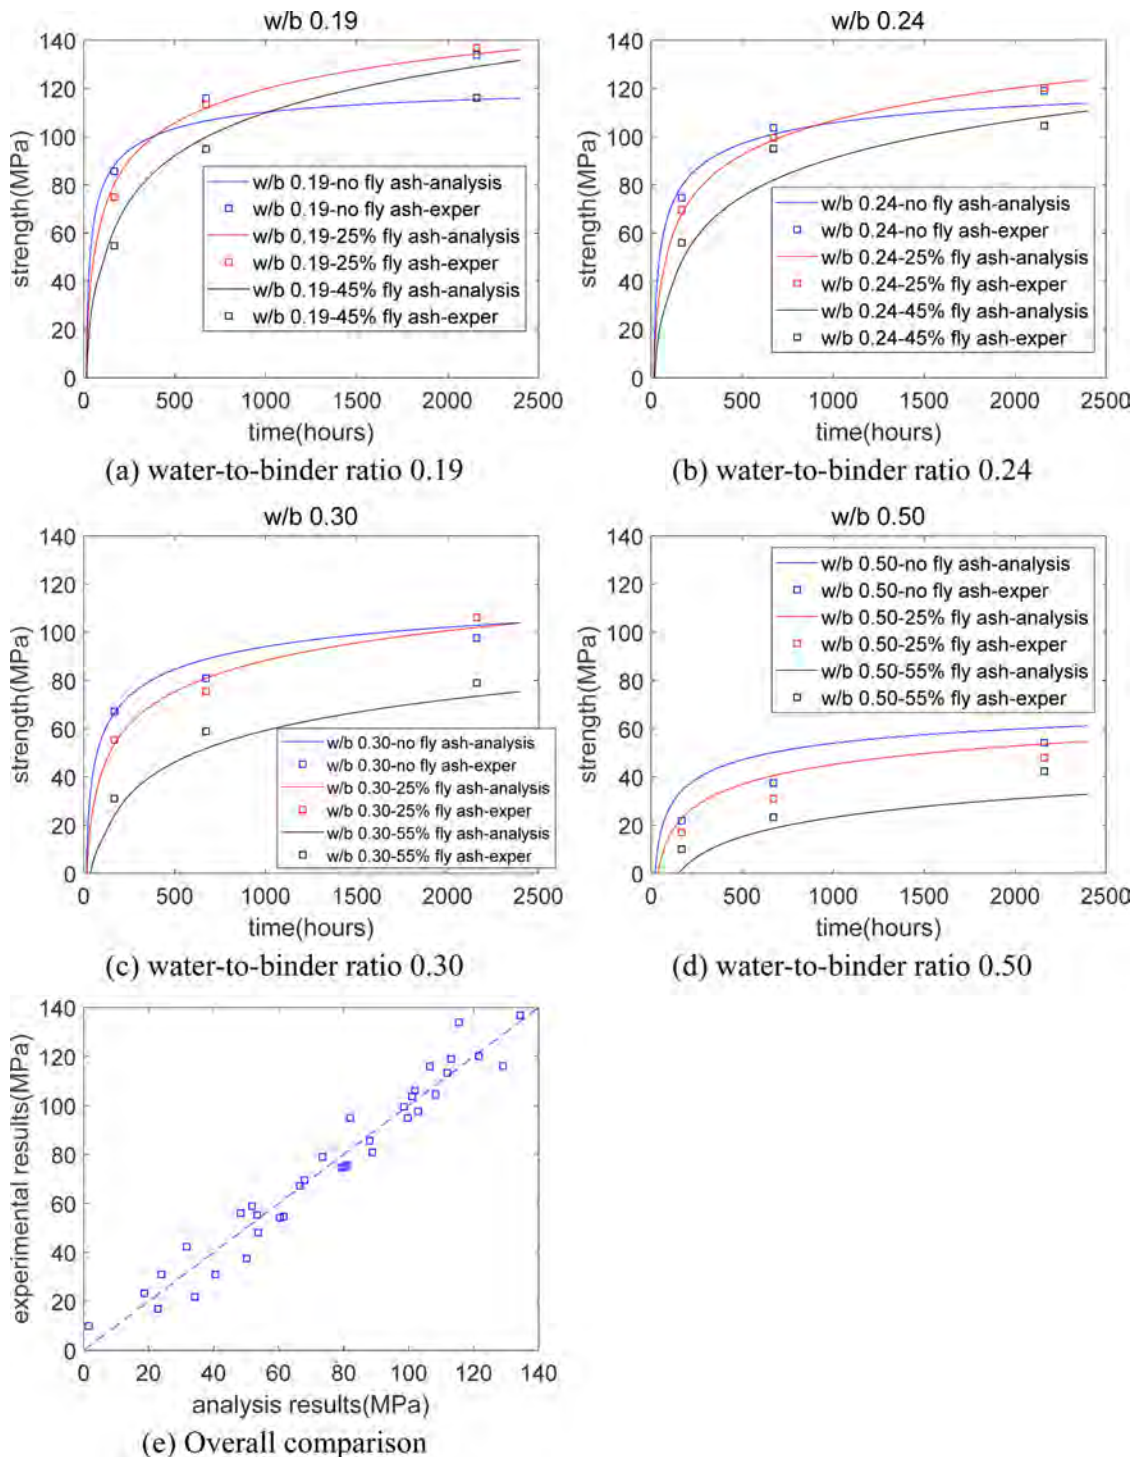 w/b 0.19
strength(MPa)
140
120
100
80
60
40
20
0
w/b 0.19-no fly ash-analysis
w/b 0.19-no fly ash-exper
w/b 0.19-25% fly ash-analysis
w/b 0.19-25% fly ash-exper
w/b 0.19-45% fly ash-analysis
w/b 0.19-45% fly ash-exper
0 500 1000 1500 2000 2500
time(hours)
(a) water-to-binder ratio 0.19
w/b 0.24
strength(MPa)
140
120
100
80
60
40
20
0
w/b 0.24-no fly ash-analysis
w/b 0.24-no fly ash-exper
w/b 0.24-25% fly ash-analysis
w/b 0.24-25% fly ash-exper
w/b 0.24-45% fly ash-analysis
w/b 0.24-45% fly ash-exper
0 500 1000 1500 2000 2500
time(hours)
(b) water-to-binder ratio 0.24
w/b 0.30
strength(MPa)
140
120
100
80
60
40
20
0
w/b 0.30-no fly ash-analysis
w/b 0.30-no fly ash-exper
w/b 0.30-25% fly ash-analysis
w/b 0.30-25% fly ash-exper
w/b 0.30-55% fly ash-analysis
w/b 0.30-55% fly ash-exper
0 500 1000 1500 2000 2500
time(hours)
(c) water-to-binder ratio 0.30
w/b 0.50
strength(MPa)
140
120
100
80
60
40
20
0
w/b 0.50-no fly ash-analysis
w/b 0.50-no fly ash-exper
w/b 0.50-25% fly ash-analysis
w/b 0.50-25% fly ash-exper
w/b 0.50-55% fly ash-analysis
w/b 0.50-55% fly ash-exper
0 500 1000 1500 2000 2500
time(hours)
(d) water-to-binder ratio 0.50
experimental results(MPa)
140
120
100
80
60
40
20
0
0 20 40 60 80 100 120 140
analysis results(MPa)
(e) Overall comparison